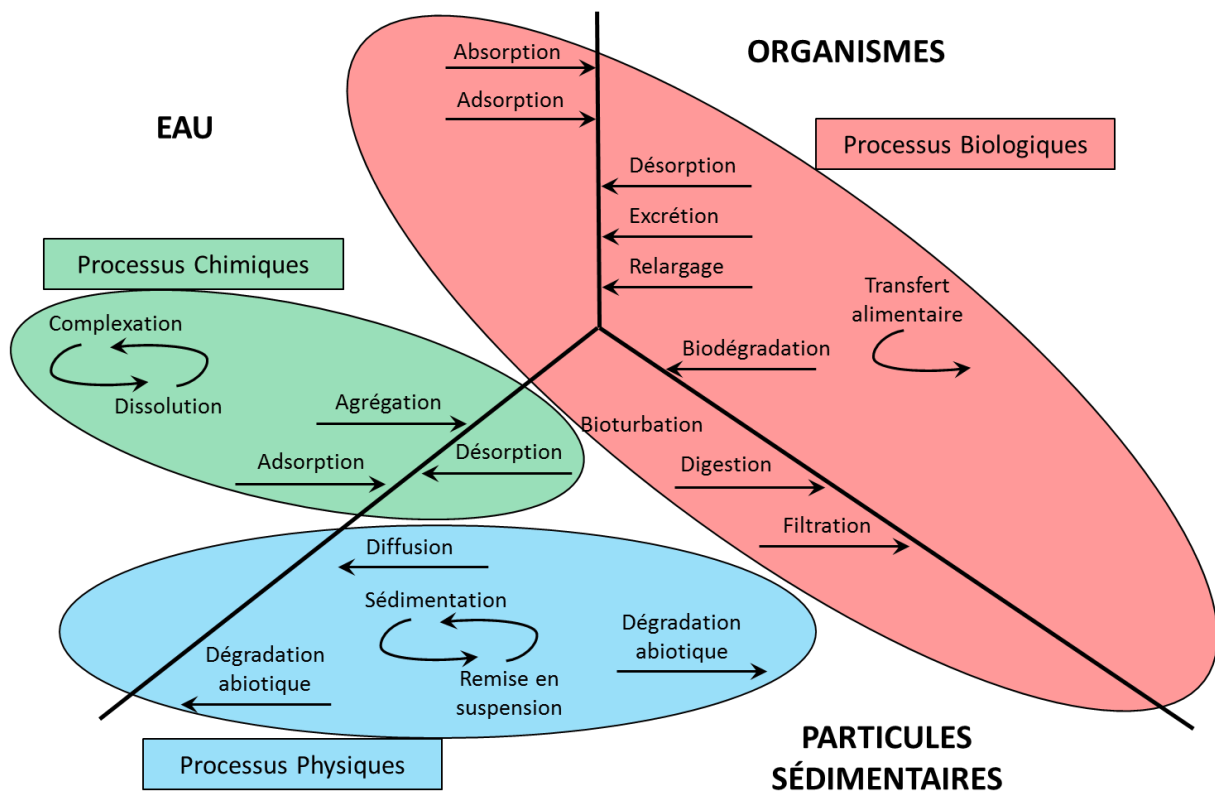 ORGANISMES
Absorption
Adsorption
EAU
Processus Biologiques
Désorption
Excrétion
Relargage
Processus Chimiques
Transfert
alimentaire
Complexation
Dissolution
Biodégradation
Agrégation
Bioturbation
Adsorption
Désorption
Digestion
Filtration
Diffusion
Sédimentation
Remise en
suspension
Dégradation
abiotique
Dégradation
abiotique
Processus Physiques
PARTICULES
SÉDIMENTAIRES